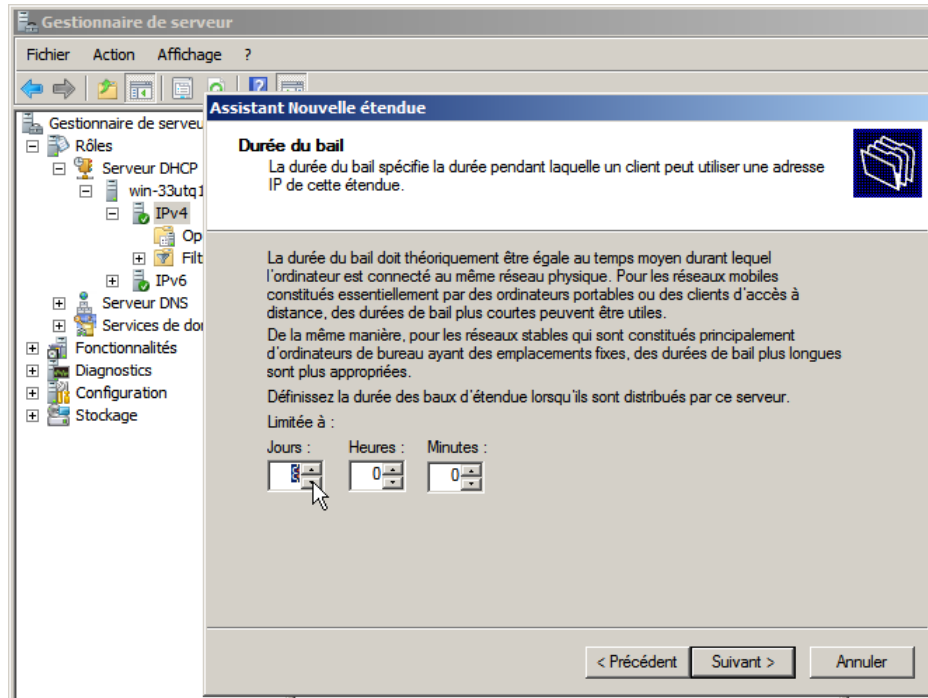 Gestionnaire de serveur
Fichier Action Affichage ?
Gestionnaire de serveu
Rôles
Serveur DHCP
win-33utq1
IPv4
Op
Filt
IPv6
Serveur DNS
Services de do
Fonctionnalités
Diagnostics
Configuration
Stockage
Assistant Nouvelle étendue
Durée du bail
La durée du bail spécifie la durée pendant laquelle un client peut utiliser une adresse
IP de cette étendue.
La durée du bail doit théoriquement être égale au temps moyen durant lequel
l'ordinateur est connecté au même réseau physique. Pour les réseaux mobiles
constitués essentiellement par des ordinateurs portables ou des clients d'accès à
distance, des durées de bail plus courtes peuvent être utiles.
De la même manière, pour les réseaux stables qui sont constitués principalement
d'ordinateurs de bureau ayant des emplacements fixes, des durées de bail plus longues
sont plus appropriées.
Définissez la durée des baux d'étendue lorsqu'ils sont distribués par ce serveur.
Limitée à :
Jours : Heures : Minutes :
0 0
< Précédent Suivant > Annuler